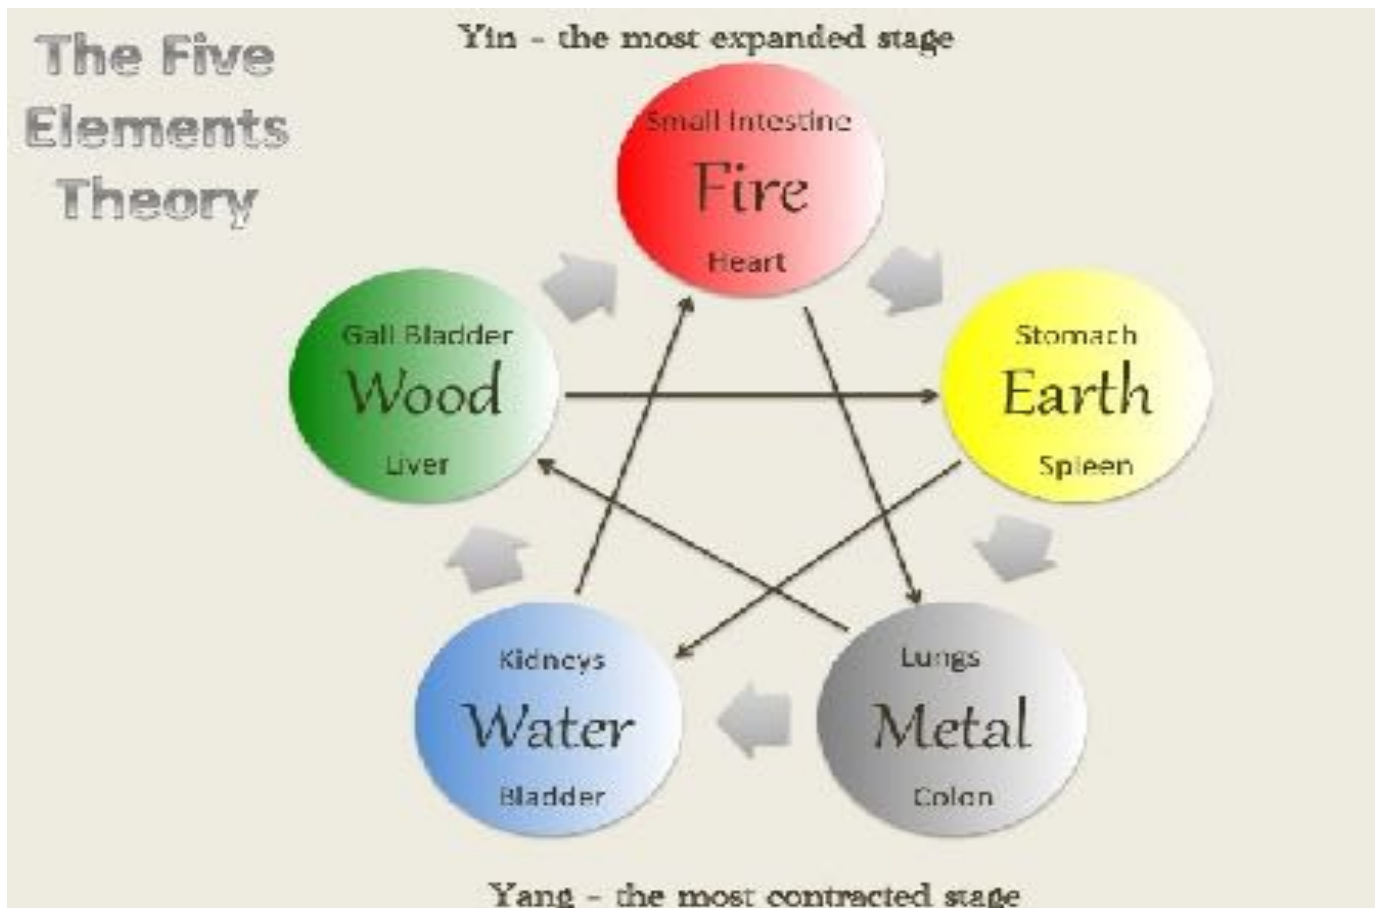 The Five
Elements
Theory
Yin - the most expanded stage
Small Intestine
Fire
Heart
Gall Bladder
Wood
Liver
Stomach
Earth
Spleen
Kidneys
Water
Bladder
Lungs
Metal
Colon
Yang - the most contracted stage